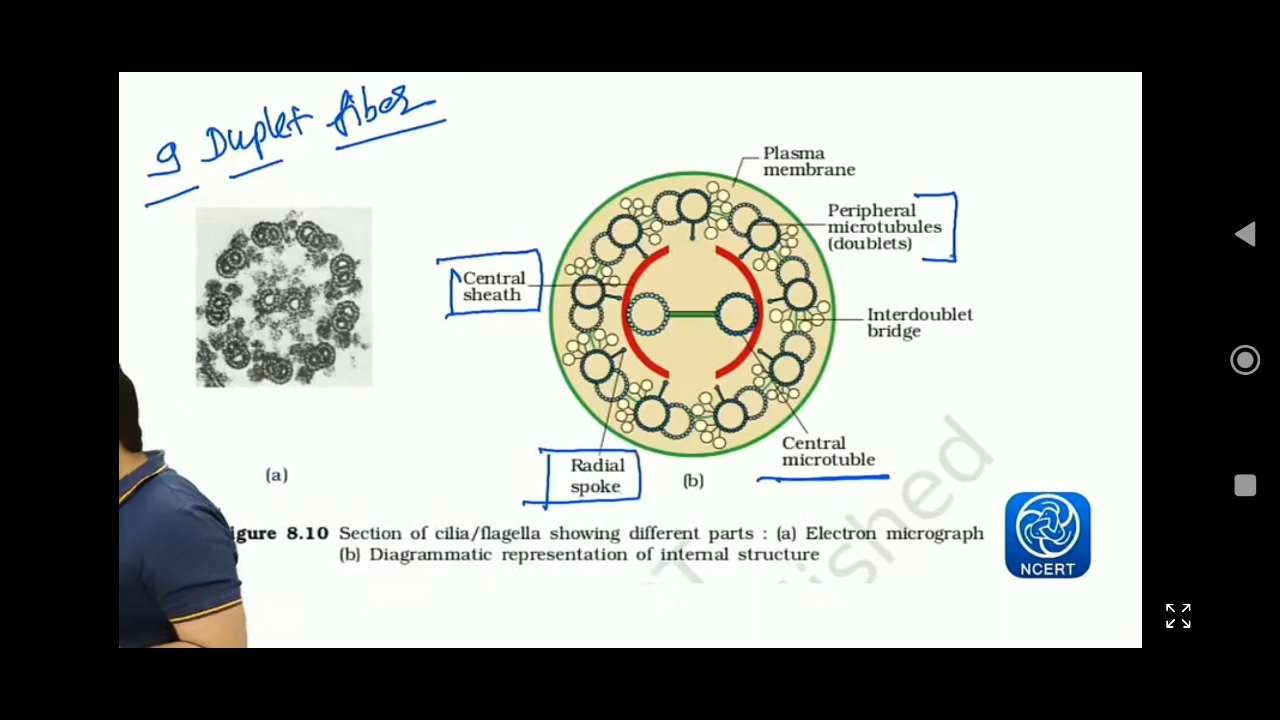 9 Duplet fiber
Plasma
membrane
Peripheral
microtubules
(doublets)
Central
sheath
Interdoublet
bridge
Central
microtuble
Radial
spoke
(a)
(b)
igure 8.10 Section of cilia/flagella showing different parts : (a) Electron micrograph
(b) Diagrammatic representation of internal structure
NCERT